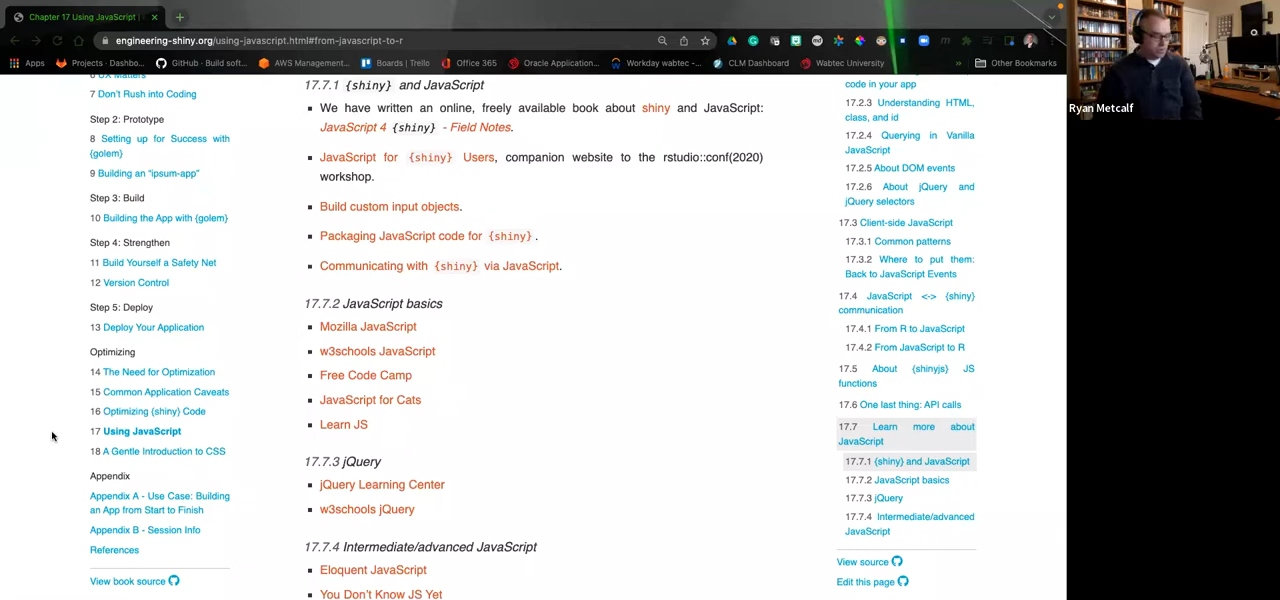 Chapter 17 Using JavaScript |
engineering-shiny.org/using-javascript.html#from-javascript-to-r
Apps
Projects · Dashbo...
GitHub · Build soft...
AWS Management...
Boards | Trello
Office 365
Oracle Application...
Workday wabtec -...
CLM Dashboard
Wabtec University
»
Other Bookmarks
Ryan Metcalf
6 UX Matters
7 Don't Rush into Coding
Step 2: Prototype
8 Setting up for Success with
{golem}
9 Building an "ipsum-app"
Step 3: Build
10 Building the App with {golem}
Step 4: Strengthen
11 Build Yourself a Safety Net
12 Version Control
Step 5: Deploy
13 Deploy Your Application
Optimizing
14 The Need for Optimization
15 Common Application Caveats
16 Optimizing {shiny} Code
17 Using JavaScript
18 A Gentle Introduction to CSS
Appendix
Appendix A - Use Case: Building
an App from Start to Finish
Appendix B - Session Info
References
View book source
17.7.1 {shiny} and JavaScript
We have written an online, freely available book about shiny and JavaScript:
JavaScript 4 {shiny} - Field Notes.
JavaScript for {shiny} Users, companion website to the rstudio::conf(2020)
workshop.
Build custom input objects.
Packaging JavaScript code for {shiny}.
Communicating with {shiny} via JavaScript.
17.7.2 JavaScript basics
Mozilla JavaScript
w3schools JavaScript
Free Code Camp
JavaScript for Cats
Learn JS
17.7.3 jQuery
jQuery Learning Center
w3schools jQuery
17.7.4 Intermediate/advanced JavaScript
Eloquent JavaScript
You Don't Know JS Yet
code in your app
17.2.3 Understanding HTML,
class, and id
17.2.4 Querying in Vanilla
JavaScript
17.2.5 About DOM events
17.2.6 About jQuery and
jQuery selectors
17.3 Client-side JavaScript
17.3.1 Common patterns
17.3.2 Where to put them:
Back to JavaScript Events
17.4 JavaScript <-> {shiny}
communication
17.4.1 From R to JavaScript
17.4.2 From JavaScript to R
17.5 About {shinyjs} JS
functions
17.6 One last thing: API calls
17.7 Learn more about
JavaScript
17.7.1 {shiny} and JavaScript
17.7.2 JavaScript basics
17.7.3 jQuery
17.7.4 Intermediate/advanced
JavaScript
View source
Edit this page